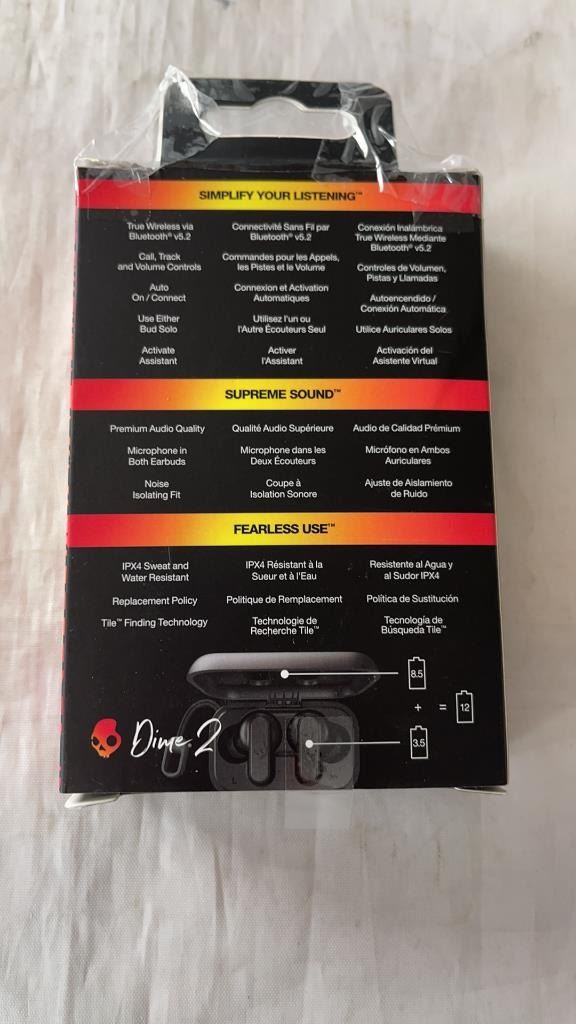 SIMPLIFY YOUR LISTENING™
True Wireless via
Bluetooth® v5.2
Call, Track
and Volume Controls
Auto
On / Connect
Use Either
Bud Solo
Activate
Assistant
Connectivité Sans Fil par
Bluetooth® v5.2
Commandes pour les Appels,
les Pistes et le Volume
Connexion et Activation
Automatiques
Utilisez l'un ou
l'Autre Écouteurs Seul
Activer
l'Assistant
Conexión Inalámbrica
True Wireless Mediante
Bluetooth® v5.2
Controles de Volumen,
Pistas y Llamadas
Autoencendido /
Conexión Automática
Utilice Auriculares Solos
Activación del
Asistente Virtual
SUPREME SOUND™
Premium Audio Quality
Microphone in
Both Earbuds
Noise
Isolating Fit
Qualité Audio Supérieure
Microphone dans les
Deux Écouteurs
Coupe à
Isolation Sonore
Audio de Calidad Prémium
Micrófono en Ambos
Auriculares
Ajuste de Aislamiento
de Ruido
FEARLESS USE™
IPX4 Sweat and
Water Resistant
Replacement Policy
Tile™ Finding Technology
IPX4 Résistant à la
Sueur et à l'Eau
Politique de Remplacement
Technologie de
Recherche Tile™
Resistente al Agua y
al Sudor IPX4
Política de Sustitución
Tecnología de
Búsqueda Tile™
8.5
+ = 12
3.5
Dime 2
L